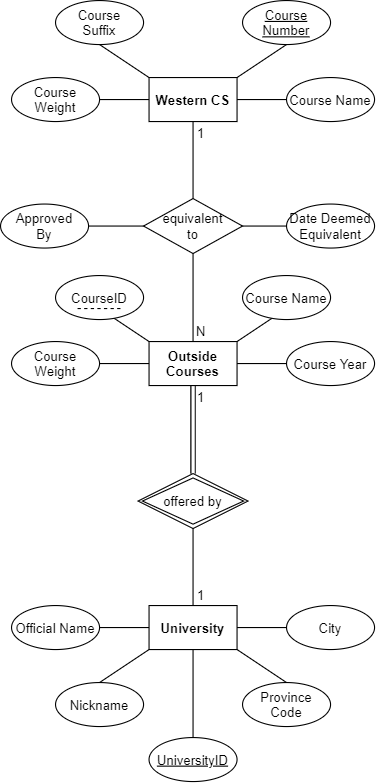 Course
Suffix
Course
Number
Course
Weight
Western CS
Course Name
1
Approved
By
equivalent
to
Date Deemed
Equivalent
CourseID
Course Name
N
Course
Weight
Outside
Courses
Course Year
1
offered by
1
Official Name
University
City
Nickname
Province
Code
UniversityID